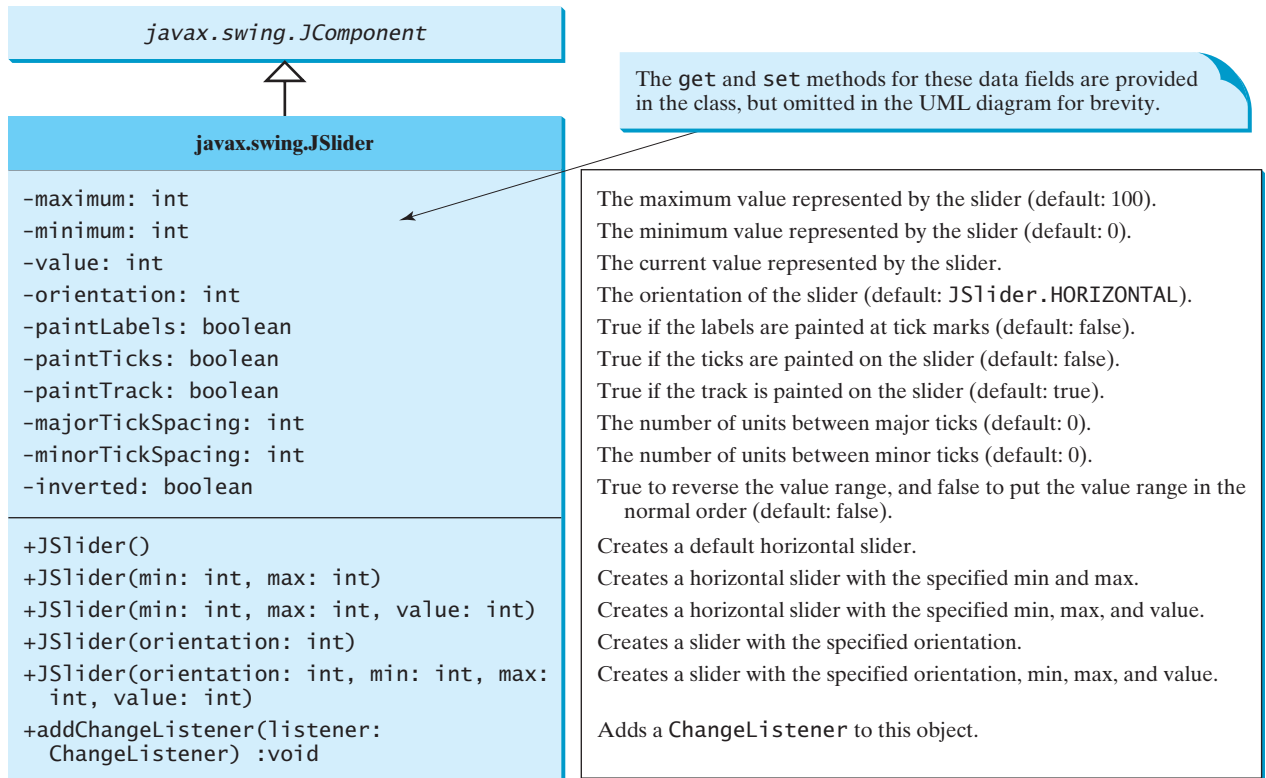 javax.swing.JComponent
The get and set methods for these data fields are provided
in the class, but omitted in the UML diagram for brevity.
javax.swing.JSlider
-maximum: int
-minimum: int
-value: int
-orientation: int
-paintLabels: boolean
-paintTicks: boolean
-paintTrack: boolean
-majorTickSpacing: int
-minorTickSpacing: int
-inverted: boolean
The maximum value represented by the slider (default: 100).
The minimum value represented by the slider (default: 0).
The current value represented by the slider.
The orientation of the slider (default: JSlider.HORIZONTAL).
True if the labels are painted at tick marks (default: false).
True if the ticks are painted on the slider (default: false).
True if the track is painted on the slider (default: true).
The number of units between major ticks (default: 0).
The number of units between minor ticks (default: 0).
True to reverse the value range, and false to put the value range in the
normal order (default: false).
+JSlider()
+JSlider(min: int, max: int)
+JSlider(min: int, max: int, value: int)
+JSlider(orientation: int)
+JSlider(orientation: int, min: int, max:
int, value: int)
+addChangeListener(listener:
ChangeListener) :void
Creates a default horizontal slider.
Creates a horizontal slider with the specified min and max.
Creates a horizontal slider with the specified min, max, and value.
Creates a slider with the specified orientation.
Creates a slider with the specified orientation, min, max, and value.
Adds a ChangeListener to this object.